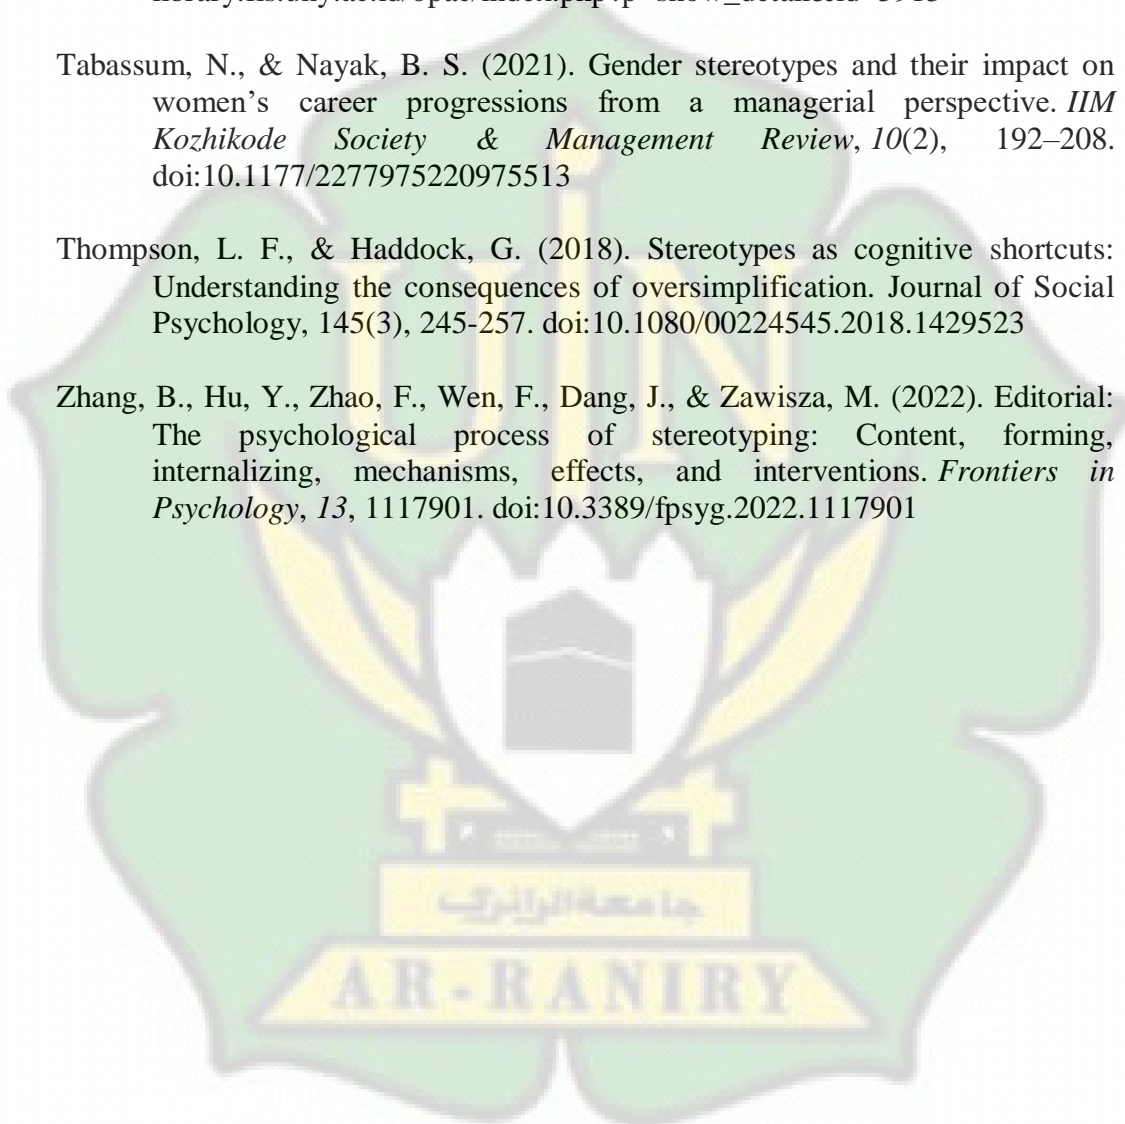 Tabassum, N., & Nayak, B. S. (2021). Gender stereotypes and their impact on
women’s career progressions from a managerial perspective. IIM
Kozhikode Society & Management Review, 10(2), 192–208.
doi:10.1177/2277975220975513
Thompson, L. F., & Haddock, G. (2018). Stereotypes as cognitive shortcuts:
Understanding the consequences of oversimplification. Journal of Social
Psychology, 145(3), 245-257. doi:10.1080/00224545.2018.1429523
Zhang, B., Hu, Y., Zhao, F., Wen, F., Dang, J., & Zawisza, M. (2022). Editorial:
The psychological process of stereotyping: Content, forming,
internalizing, mechanisms, effects, and interventions. Frontiers in
Psychology, 13, 1117901. doi:10.3389/fpsyg.2022.1117901
UIN
جامعة الرانري
AR-RANIRY